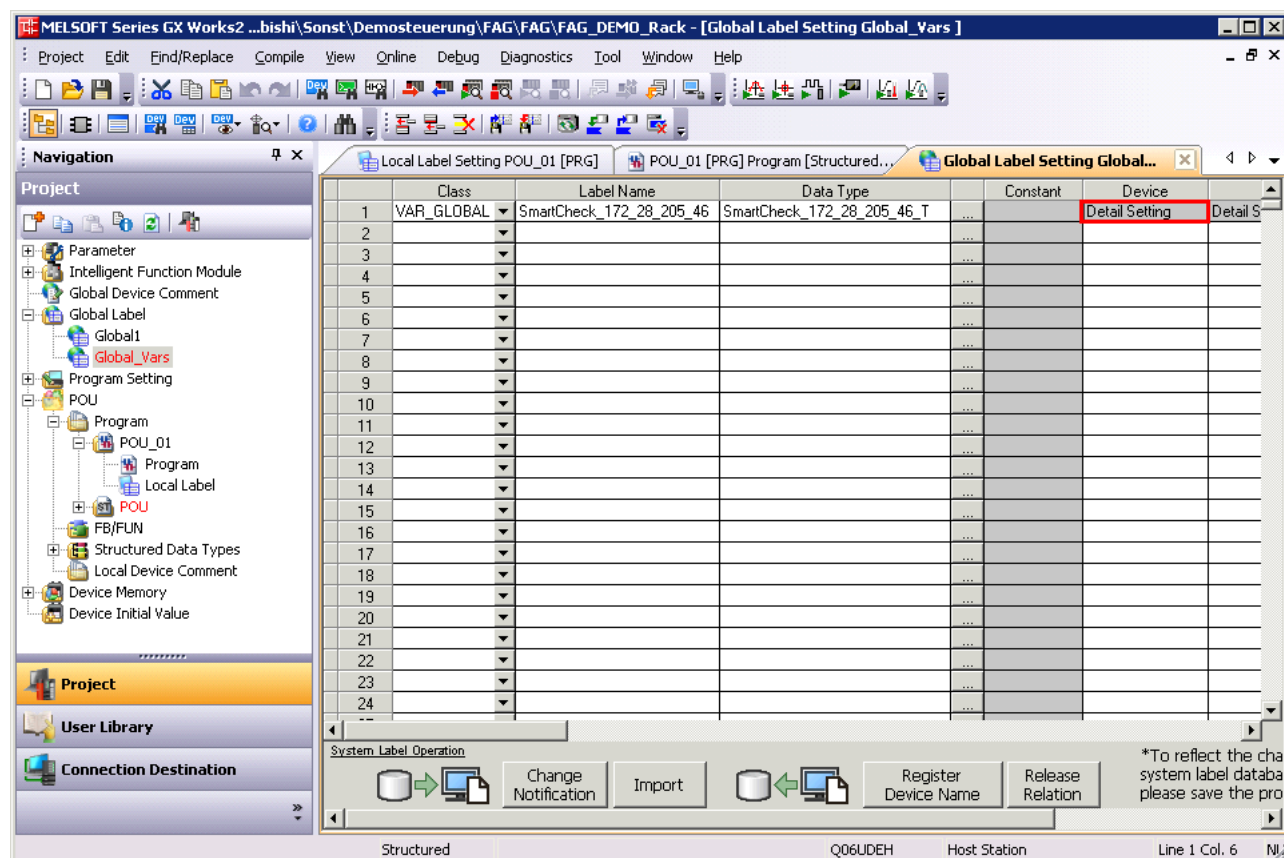 MELSOFT Series GX Works2 ...bishi\Sonst\Demosteuerung\FAG\FAG\FAG_DEMO_Rack - [Global Label Setting Global_Vars ]
Project Edit Find/Replace Compile View Online Debug Diagnostics Tool Window Help
Navigation
Local Label Setting POU_01 [PRG]
POU_01 [PRG] Program [Structured...
Global Label Setting Global...
Project
Parameter
Intelligent Function Module
Global Device Comment
Global Label
Global1
Global_Vars
Program Setting
POU
Program
POU_01
Program
Local Label
POU
FB/FUN
Structured Data Types
Local Device Comment
Device Memory
Device Initial Value
Project
User Library
Connection Destination
Class Label Name Data Type Constant Device
1 VAR_GLOBAL SmartCheck_172_28_205_46 SmartCheck_172_28_205_46_T ... Detail Setting Detail S
2 ...
3 ...
4 ...
5 ...
6 ...
7 ...
8 ...
9 ...
10 ...
11 ...
12 ...
13 ...
14 ...
15 ...
16 ...
17 ...
18 ...
19 ...
20 ...
21 ...
22 ...
23 ...
24 ...
System Label Operation
Change Notification
Import
Register Device Name
Release Relation
*To reflect the cha
system label databa
please save the pro
Structured Q06UDEH Host Station Line 1 Col. 6